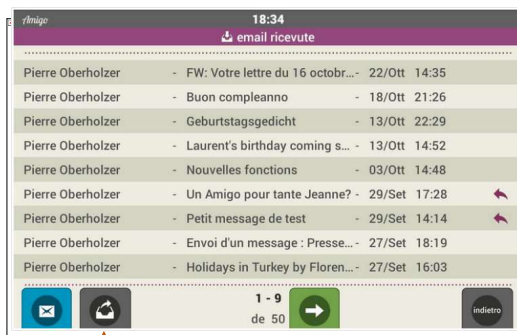 Amigo 18:34
email ricevute
Pierre Oberholzer - FW: Votre lettre du 16 octobr...- 22/Ott 14:35
Pierre Oberholzer - Buon compleanno - 18/Ott 21:26
Pierre Oberholzer - Geburtstagsgedicht - 13/Ott 22:29
Pierre Oberholzer - Laurent's birthday coming s... - 13/Ott 14:52
Pierre Oberholzer - Nouvelles fonctions - 03/Ott 14:48
Pierre Oberholzer - Un Amigo pour tante Jeanne? - 29/Set 17:28
Pierre Oberholzer - Petit message de test - 29/Set 14:14
Pierre Oberholzer - Envoi d'un message : Presse...- 27/Set 18:19
Pierre Oberholzer - Holidays in Turkey by Floren...- 27/Set 16:03
1 - 9
de 50
indietro